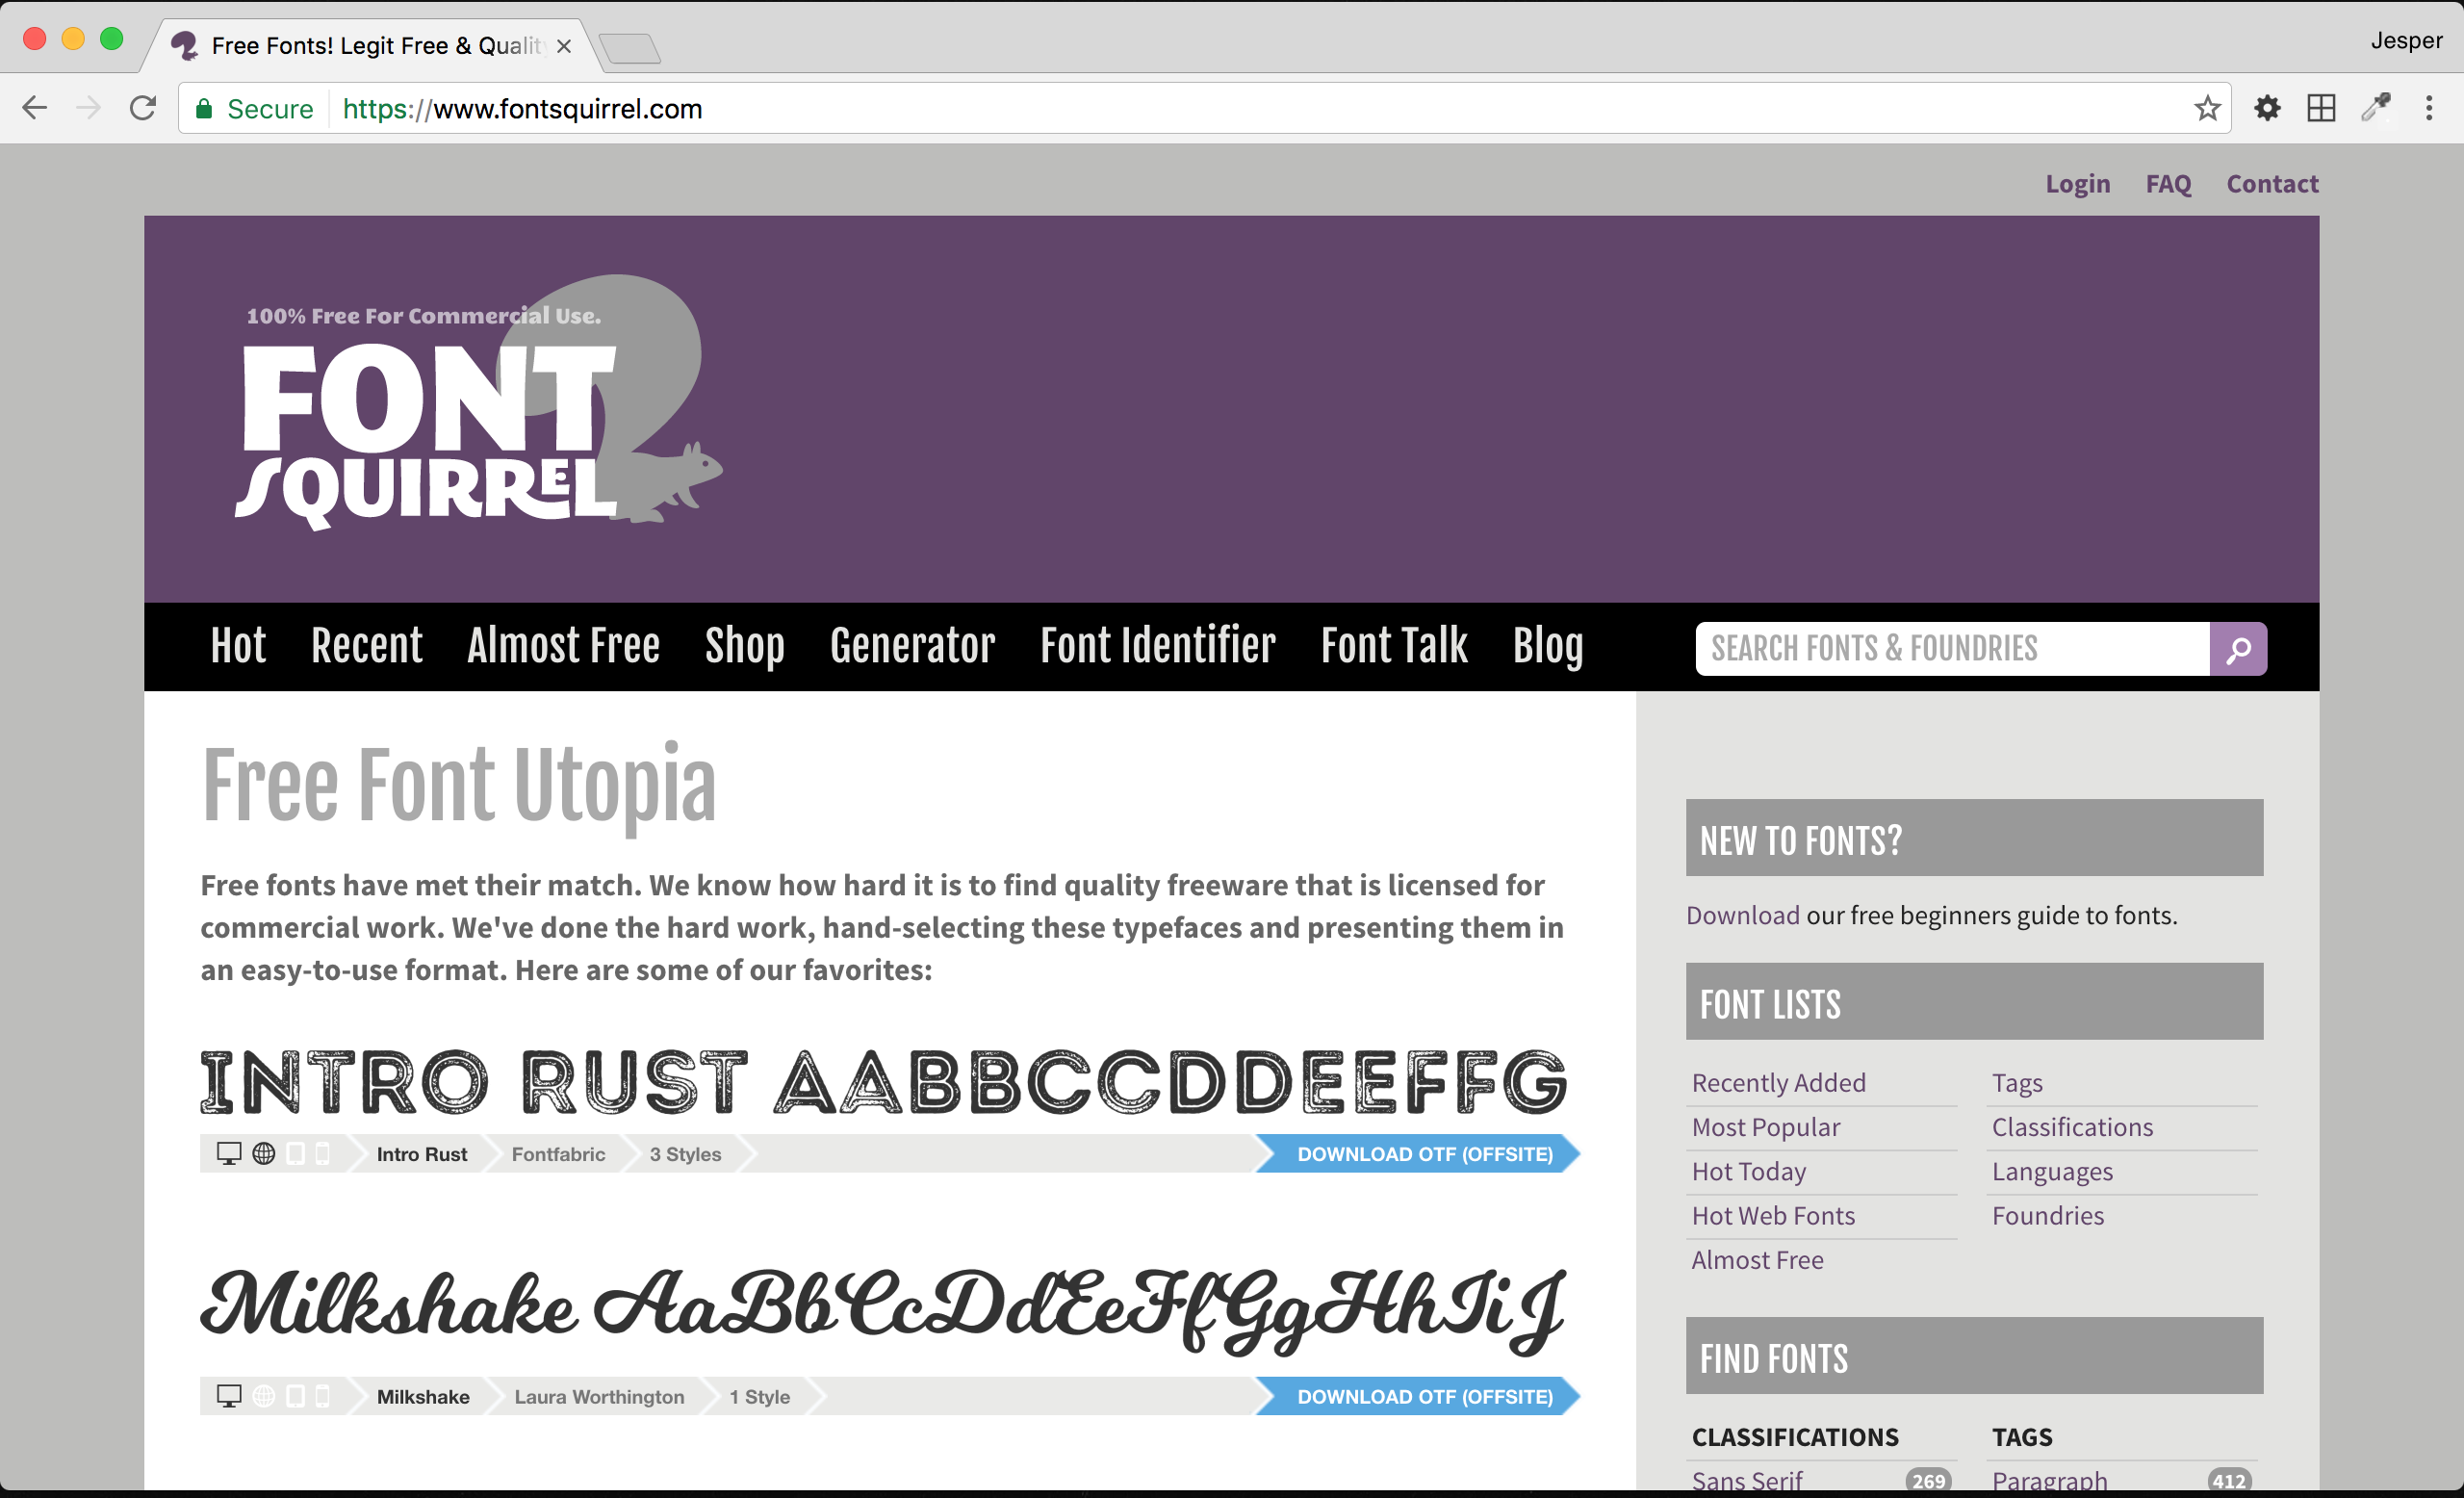 Free Fonts! Legit Free & Quality
Jesper
Secure https://www.fontsquirrel.com
Login FAQ Contact
100% Free For Commercial Use.
FONT
SQUIRREL
Hot Recent Almost Free Shop Generator Font Identifier Font Talk Blog
SEARCH FONTS & FOUNDRIES
Free Font Utopia
Free fonts have met their match. We know how hard it is to find quality freeware that is licensed for
commercial work. We've done the hard work, hand-selecting these typefaces and presenting them in
an easy-to-use format. Here are some of our favorites:
INTRO RUST AABBCCDDEEFFG
Intro Rust Fontfabric 3 Styles DOWNLOAD OTF (OFFSITE)
Milkshake AaBbCcDdEeFfGgHhIiJ
Milkshake Laura Worthington 1 Style DOWNLOAD OTF (OFFSITE)
NEW TO FONTS?
Download our free beginners guide to fonts.
FONT LISTS
Recently Added Tags
Most Popular Classifications
Hot Today Languages
Hot Web Fonts Foundries
Almost Free
FIND FONTS
CLASSIFICATIONS TAGS
Sans Serif 269 Paragraph 412